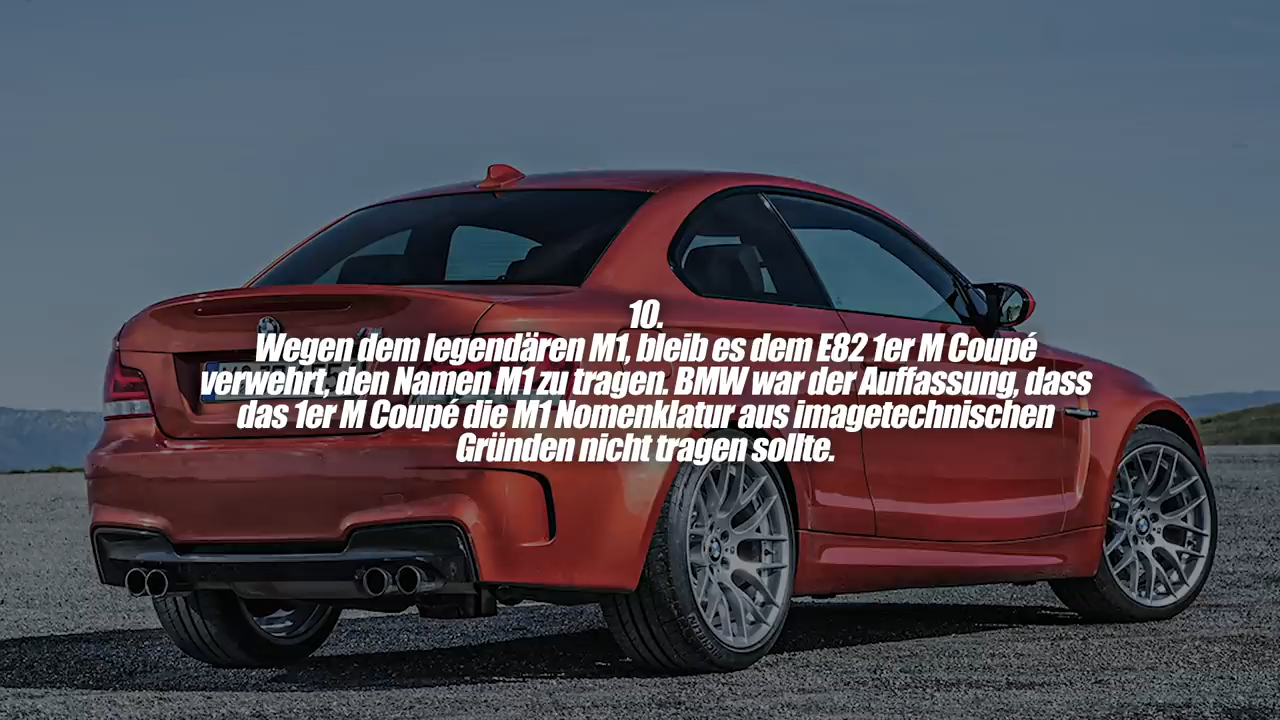 10.
Wegen dem legendären M1, bleib es dem E82 1er M Coupé
verwehrt, den Namen M1 zu tragen. BMW war der Auffassung, dass
das 1er M Coupé die M1 Nomenklatur aus imagetechnischen
Gründen nicht tragen sollte.